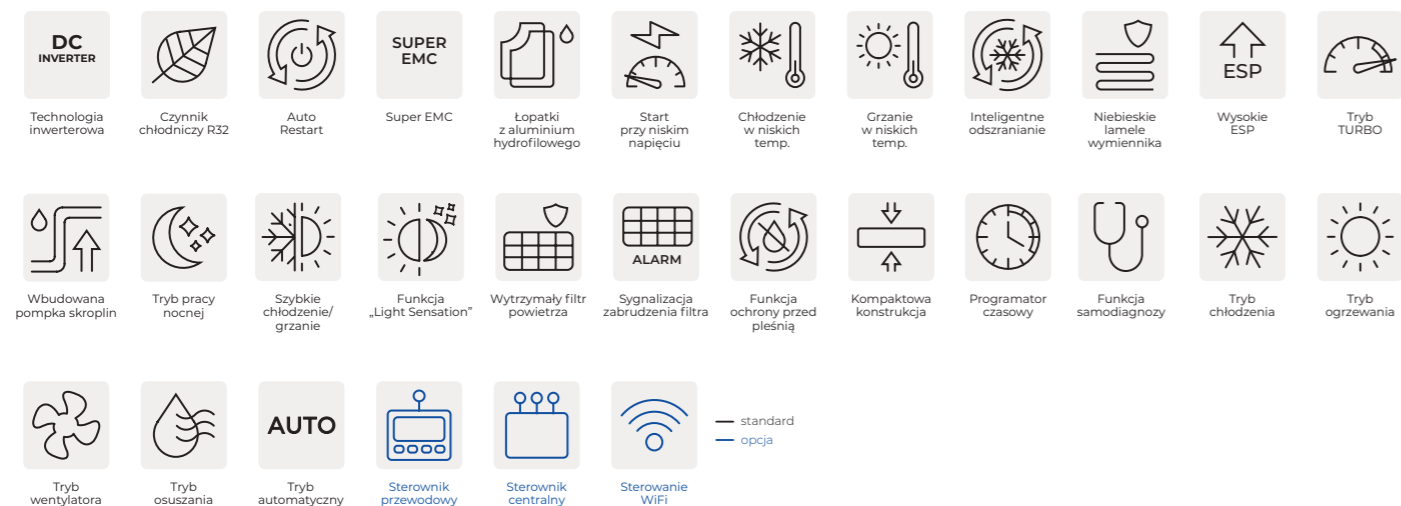 DC
INVERTER
Technologia
inwerterowa
Czynnik
chłodniczy R32
Auto
Restart
SUPER
EMC
Super EMC
Łopatki
z aluminium
hydrofilowego
Start
przy niskim
napięciu
Chłodzenie
w niskich
temp.
Grzanie
w niskich
temp.
Inteligentne
odszranianie
Niebieskie
lamele
wymiennika
ESP
Wysokie
ESP
Tryb
TURBO
Wbudowana
pompka skroplin
Tryb pracy
nocnej
Szybkie
chłodzenie/
grzanie
Funkcja
„Light Sensation”
Wytrzymały filtr
powietrza
ALARM
Sygnalizacja
zabrudzenia filtra
Funkcja
ochrony przed
pleśnią
Kompaktowa
konstrukcja
Programator
czasowy
Funkcja
samodiagnozy
Tryb
chłodzenia
Tryb
ogrzewania
Tryb
wentylatora
Tryb
osuszania
AUTO
Tryb
automatyczny
Sterownik
przewodowy
Sterownik
centralny
Sterowanie
WiFi
standard
opcja